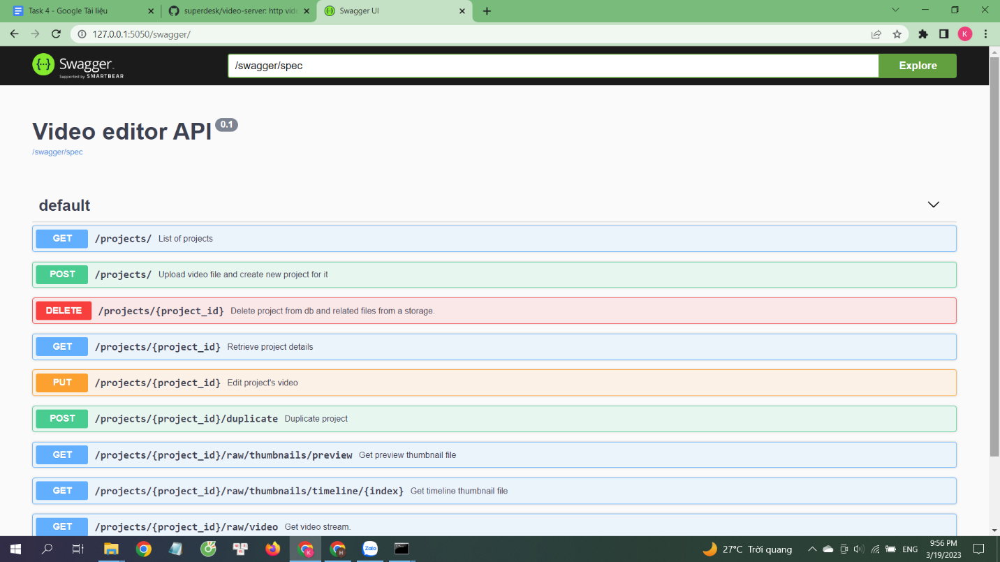 Task 4 - Google Tài liệu
superdesk/video-server: http vid
Swagger UI
127.0.0.1:5050/swagger/
K
Swagger
Supported by SMARTBEAR
/swagger/spec
Explore
Video editor API 0.1
/swagger/spec
default
GET /projects/ List of projects
POST /projects/ Upload video file and create new project for it
DELETE /projects/{project_id} Delete project from db and related files from a storage.
GET /projects/{project_id} Retrieve project details
PUT /projects/{project_id} Edit project's video
POST /projects/{project_id}/duplicate Duplicate project
GET /projects/{project_id}/raw/thumbnails/preview Get preview thumbnail file
GET /projects/{project_id}/raw/thumbnails/timeline/{index} Get timeline thumbnail file
GET /projects/{project_id}/raw/video Get video stream.
K
H
Zalo
27°C Trời quang
ENG
9:56 PM
3/19/2023